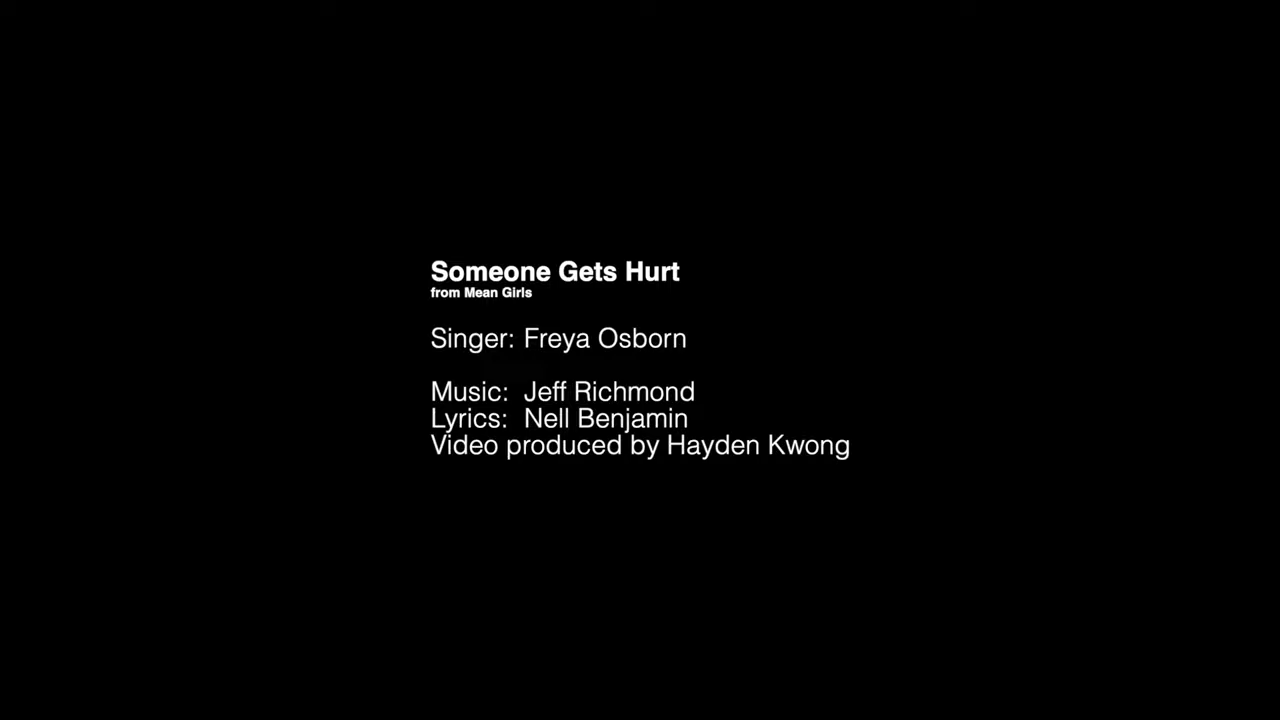 Someone Gets Hurt
from Mean Girls
Singer: Freya Osborn
Music: Jeff Richmond
Lyrics: Nell Benjamin
Video produced by Hayden Kwong